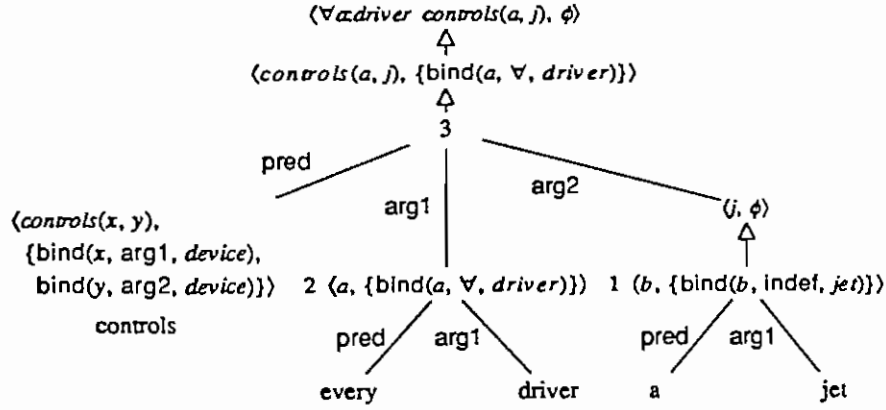 ⟨∀a:driver controls(a, j), ϕ⟩
⟨controls(a, j), {bind(a, ∀, driver)}⟩
3
pred
arg1
arg2
⟨j, ϕ⟩
⟨controls(x, y),
{bind(x, arg1, device),
bind(y, arg2, device)}⟩
controls
2 ⟨a, {bind(a, ∀, driver)}⟩ 1 ⟨b, {bind(b, indef, jet)}⟩
pred arg1 pred arg1
every driver a jet